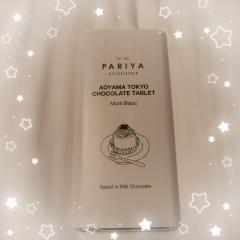 PARIYA
DELICATESSEN
AOYAMA TOKYO
CHOCOLATE TABLET
Mont Blanc
Based in Milk Chocolate